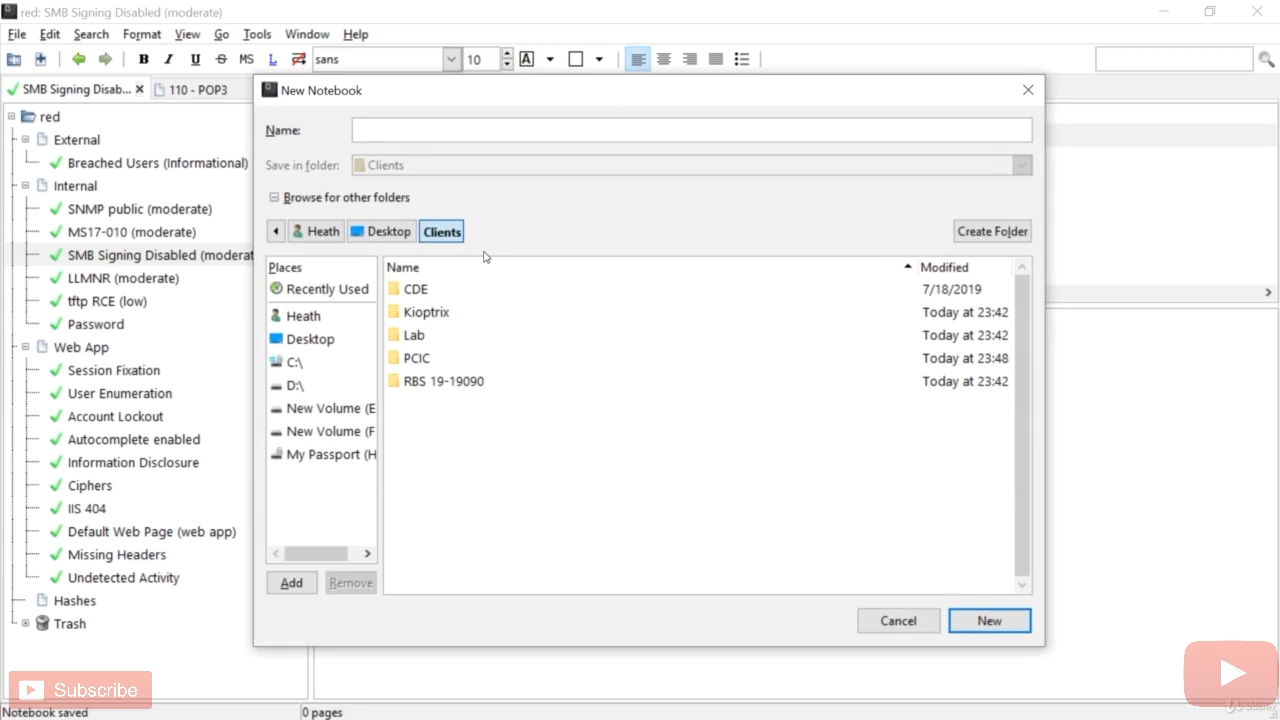 red: SMB Signing Disabled (moderate)
File Edit Search Format View Go Tools Window Help
B I U S MS L sans 10 A
SMB Signing Disab... 110 - POP3
red
External
Breached Users (Informational)
Internal
SNMP public (moderate)
MS17-010 (moderate)
SMB Signing Disabled (moderat
LLMNR (moderate)
tftp RCE (low)
Password
Web App
Session Fixation
User Enumeration
Account Lockout
Autocomplete enabled
Information Disclosure
Ciphers
IIS 404
Default Web Page (web app)
Missing Headers
Undetected Activity
Hashes
Trash
New Notebook
Name:
Save in folder: Clients
Browse for other folders
Heath Desktop Clients Create Folder
Places
Recently Used
Heath
Desktop
C:\
D:\
New Volume (E
New Volume (F
My Passport (H
Add Remove
Name Modified
CDE 7/18/2019
Kioptrix Today at 23:42
Lab Today at 23:42
PCIC Today at 23:48
RBS 19-19090 Today at 23:42
Cancel New
Subscribe
Notebook saved 0 pages
Udemy